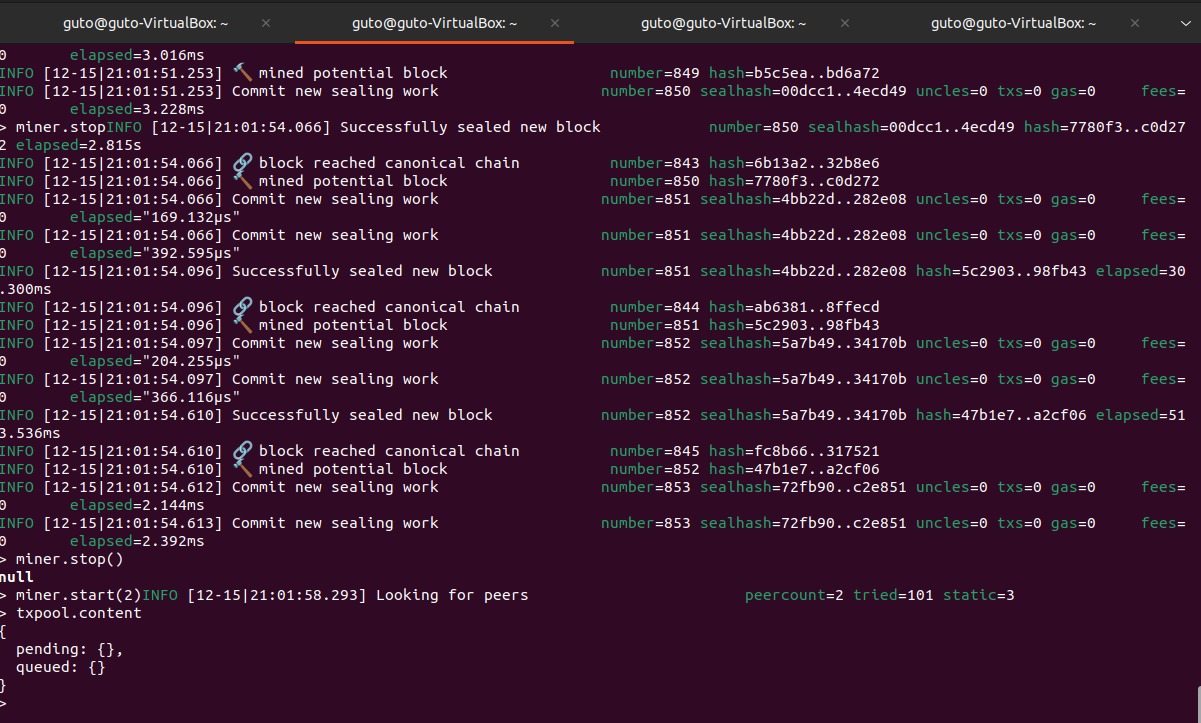 guto@guto-VirtualBox: ~ × guto@guto-VirtualBox: ~ × guto@guto-VirtualBox: ~ × guto@guto-VirtualBox: ~ ×
0 elapsed=3.016ms
INFO [12-15|21:01:51.253] 🔨 mined potential block number=849 hash=b5c5ea..bd6a72
INFO [12-15|21:01:51.253] Commit new sealing work number=850 sealhash=00dcc1..4ecd49 uncles=0 txs=0 gas=0 fees=
0 elapsed=3.228ms
> miner.stopINFO [12-15|21:01:54.066] Successfully sealed new block number=850 sealhash=00dcc1..4ecd49 hash=7780f3..c0d27
2 elapsed=2.815s
INFO [12-15|21:01:54.066] 🔗 block reached canonical chain number=843 hash=6b13a2..32b8e6
INFO [12-15|21:01:54.066] 🔨 mined potential block number=850 hash=7780f3..c0d272
INFO [12-15|21:01:54.066] Commit new sealing work number=851 sealhash=4bb22d..282e08 uncles=0 txs=0 gas=0 fees=
0 elapsed="169.132µs"
INFO [12-15|21:01:54.066] Commit new sealing work number=851 sealhash=4bb22d..282e08 uncles=0 txs=0 gas=0 fees=
0 elapsed="392.595µs"
INFO [12-15|21:01:54.096] Successfully sealed new block number=851 sealhash=4bb22d..282e08 hash=5c2903..98fb43 elapsed=30
.300ms
INFO [12-15|21:01:54.096] 🔗 block reached canonical chain number=844 hash=ab6381..8ffecd
INFO [12-15|21:01:54.096] 🔨 mined potential block number=851 hash=5c2903..98fb43
INFO [12-15|21:01:54.097] Commit new sealing work number=852 sealhash=5a7b49..34170b uncles=0 txs=0 gas=0 fees=
0 elapsed="204.255µs"
INFO [12-15|21:01:54.097] Commit new sealing work number=852 sealhash=5a7b49..34170b uncles=0 txs=0 gas=0 fees=
0 elapsed="366.116µs"
INFO [12-15|21:01:54.610] Successfully sealed new block number=852 sealhash=5a7b49..34170b hash=47b1e7..a2cf06 elapsed=51
3.536ms
INFO [12-15|21:01:54.610] 🔗 block reached canonical chain number=845 hash=fc8b66..317521
INFO [12-15|21:01:54.610] 🔨 mined potential block number=852 hash=47b1e7..a2cf06
INFO [12-15|21:01:54.612] Commit new sealing work number=853 sealhash=72fb90..c2e851 uncles=0 txs=0 gas=0 fees=
0 elapsed=2.144ms
INFO [12-15|21:01:54.613] Commit new sealing work number=853 sealhash=72fb90..c2e851 uncles=0 txs=0 gas=0 fees=
0 elapsed=2.392ms
> miner.stop()
null
> miner.start(2)INFO [12-15|21:01:58.293] Looking for peers peercount=2 tried=101 static=3
> txpool.content
{
pending: {},
queued: {}
}
>